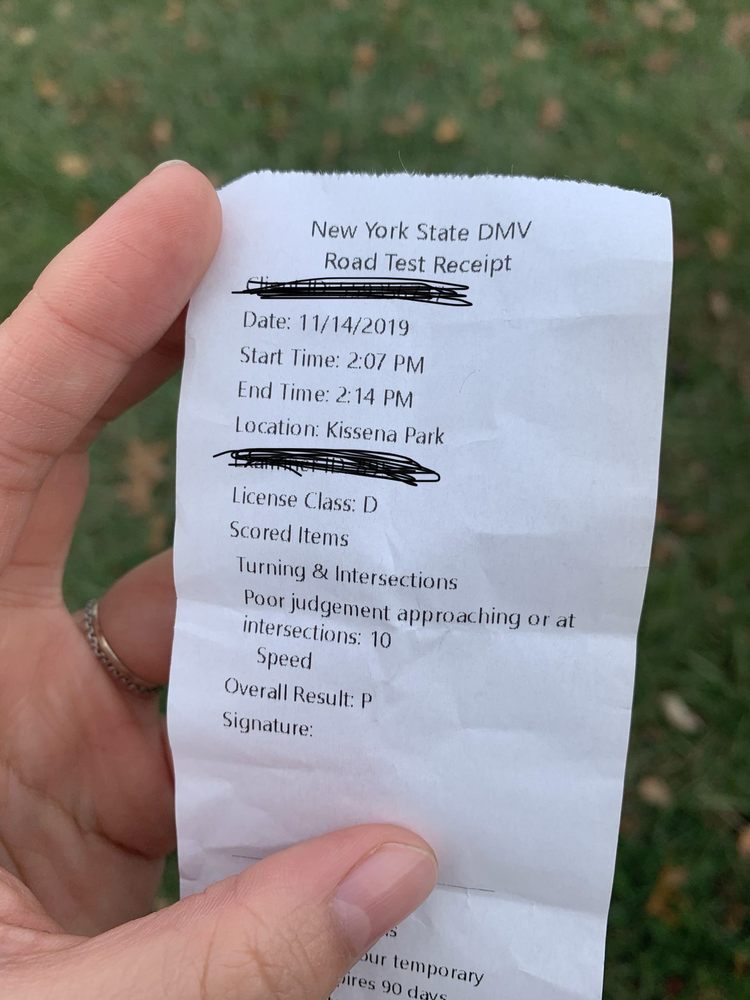 New York State DMV
Road Test Receipt
Date: 11/14/2019
Start Time: 2:07 PM
End Time: 2:14 PM
Location: Kissena Park
License Class: D
Scored Items
Turning & Intersections
Poor judgement approaching or at
intersections: 10
Speed
Overall Result: P
Signature:
temporary
90 days